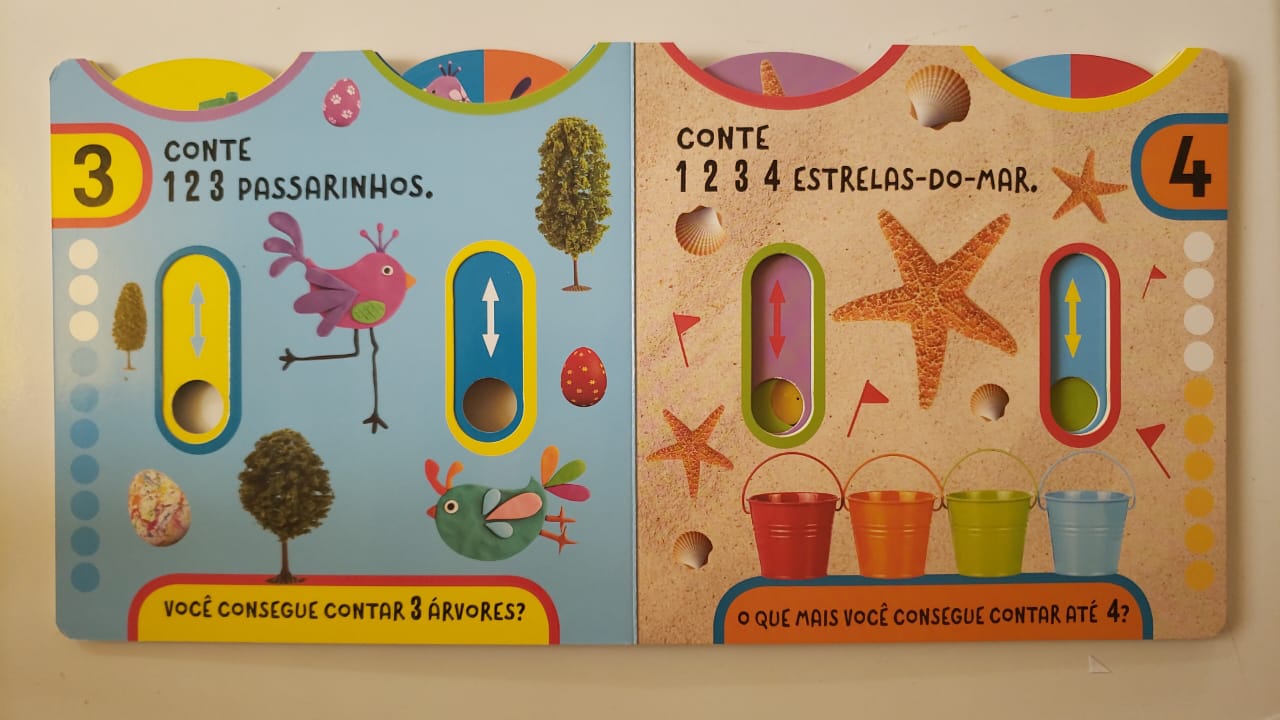 3
CONTE
1 2 3 PASSARINHOS.
VOCÊ CONSEGUE CONTAR 3 ÁRVORES?
CONTE
1 2 3 4 ESTRELAS-DO-MAR.
4
O QUE MAIS VOCÊ CONSEGUE CONTAR ATÉ 4?